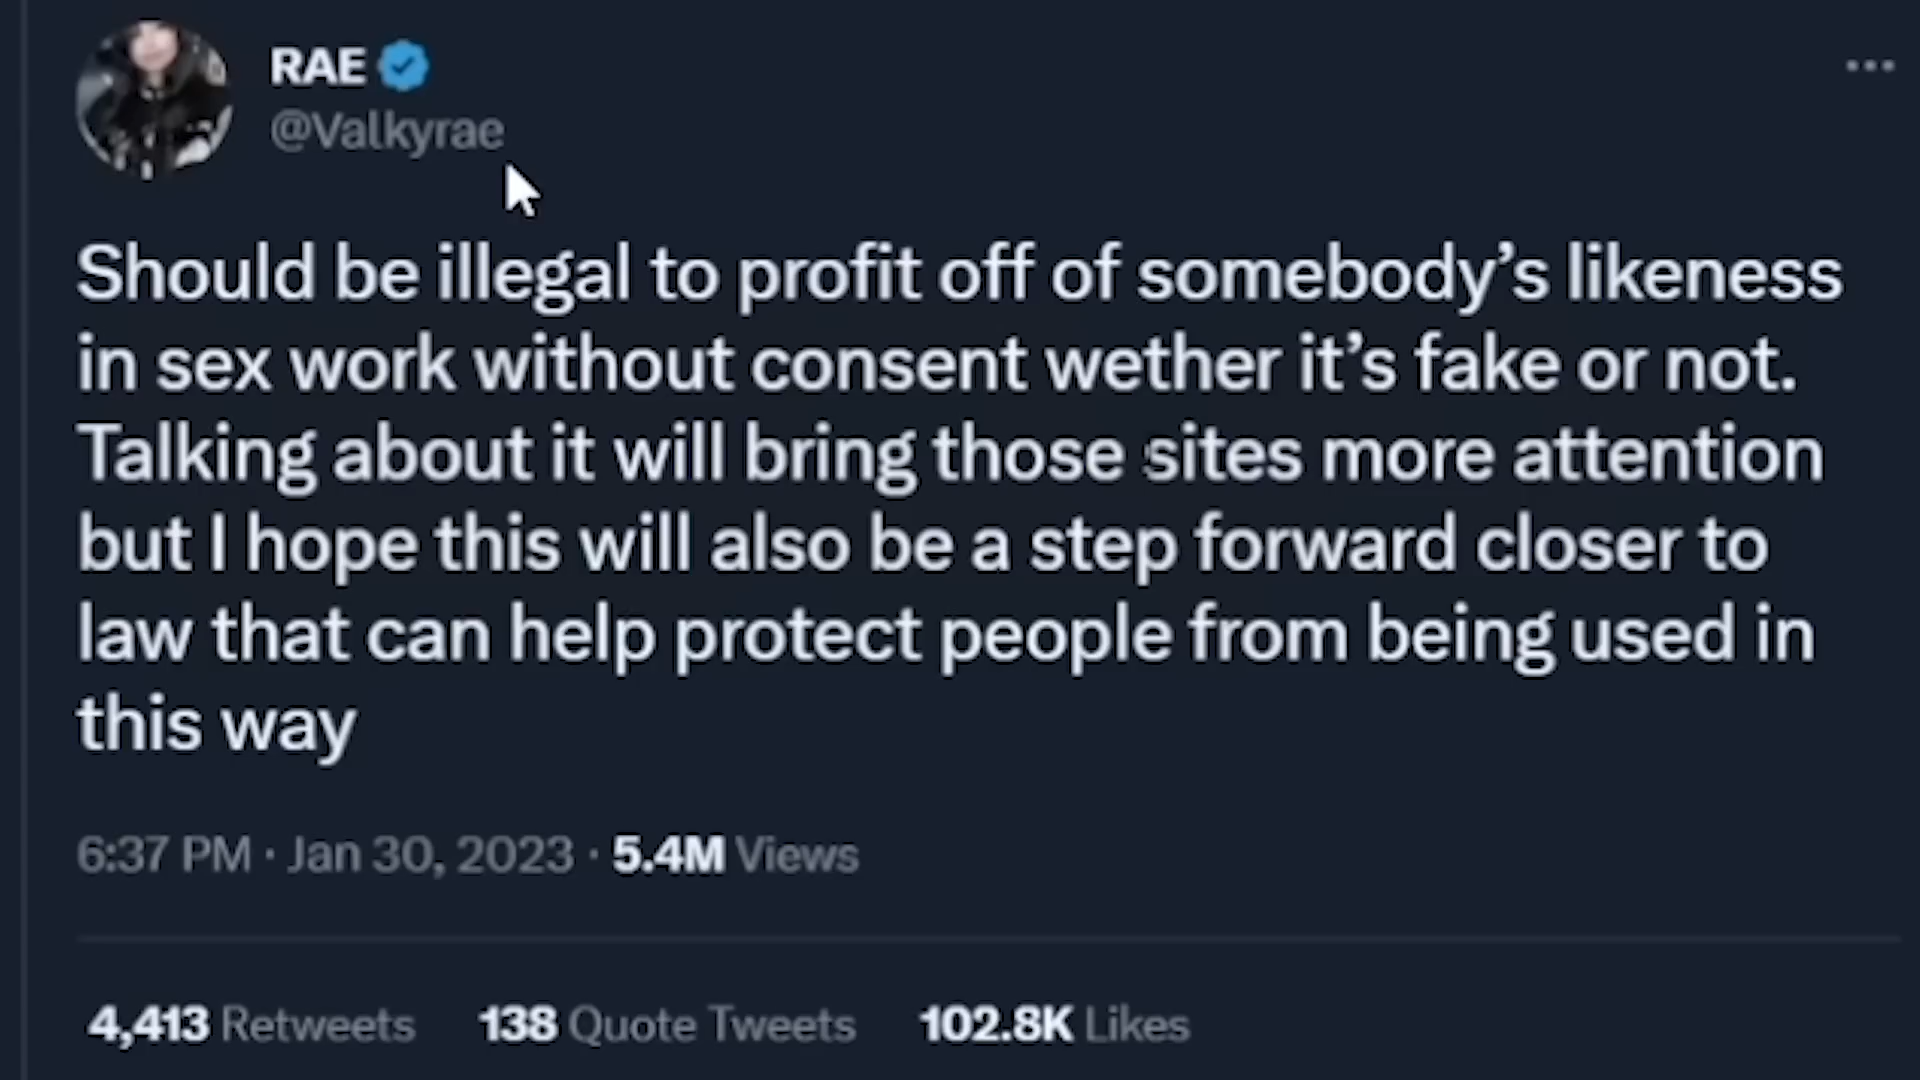 RAE
@Valkyrae
Should be illegal to profit off of somebody’s likeness
in sex work without consent wether it’s fake or not.
Talking about it will bring those sites more attention
but I hope this will also be a step forward closer to
law that can help protect people from being used in
this way
6:37 PM · Jan 30, 2023 · 5.4M Views
4,413 Retweets 138 Quote Tweets 102.8K Likes